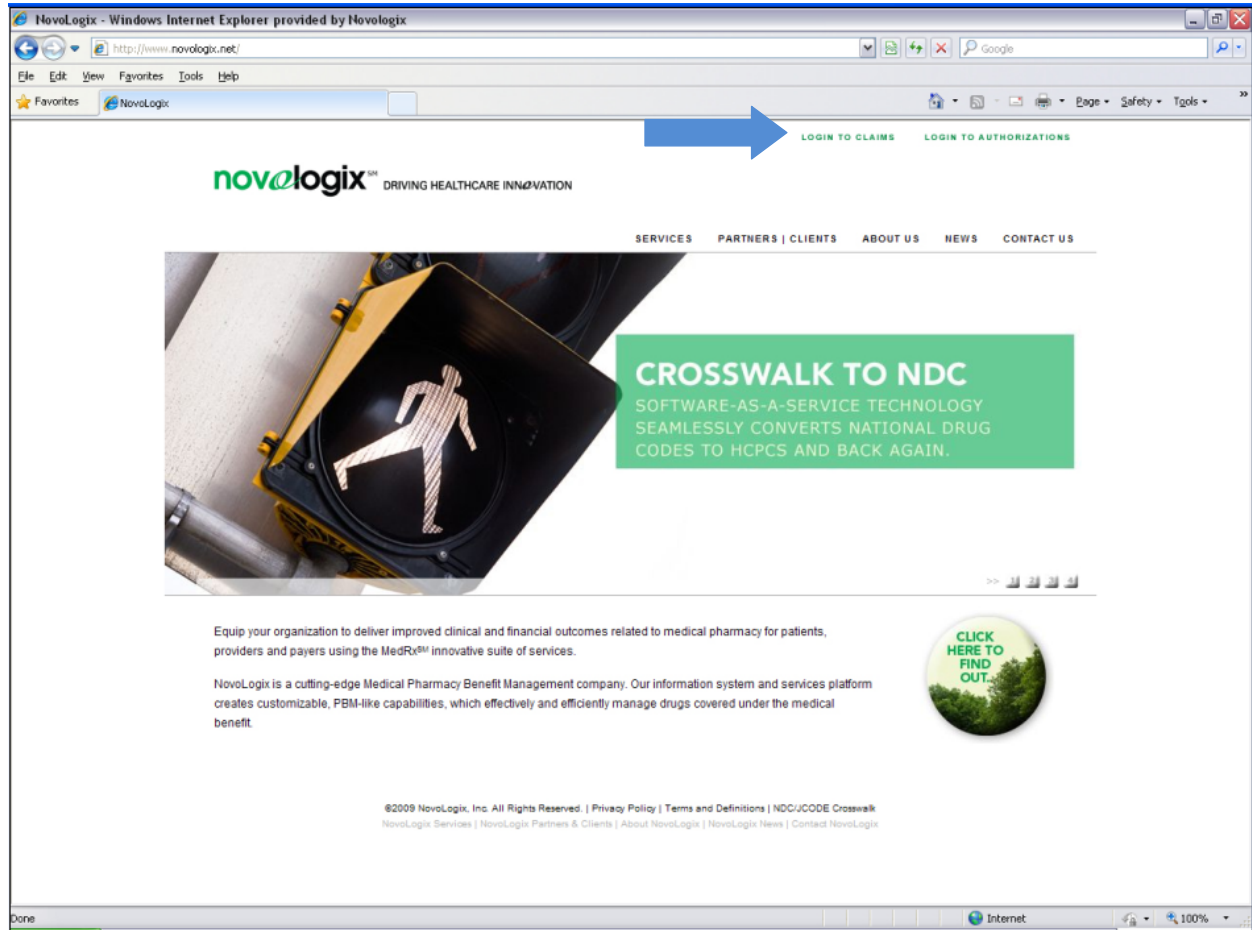 NovoLogix - Windows Internet Explorer provided by Novologix
http://www.novologix.net/
Google
File Edit View Favorites Tools Help
Favorites NovoLogix Page Safety Tools »
LOGIN TO CLAIMS LOGIN TO AUTHORIZATIONS
novologix SM DRIVING HEALTHCARE INNOVATION
SERVICES PARTNERS | CLIENTS ABOUT US NEWS CONTACT US
CROSSWALK TO NDC
SOFTWARE-AS-A-SERVICE TECHNOLOGY
SEAMLESSLY CONVERTS NATIONAL DRUG
CODES TO HCPCS AND BACK AGAIN.
>> 1 2 3 4
Equip your organization to deliver improved clinical and financial outcomes related to medical pharmacy for patients,
providers and payers using the MedRx℠ innovative suite of services.
NovoLogix is a cutting-edge Medical Pharmacy Benefit Management company. Our information system and services platform
creates customizable, PBM-like capabilities, which effectively and efficiently manage drugs covered under the medical
benefit.
CLICK
HERE TO
FIND
OUT...
©2009 NovoLogix, Inc. All Rights Reserved. | Privacy Policy | Terms and Definitions | NDC/JCODE Crosswalk
NovoLogix Services | NovoLogix Partners & Clients | About NovoLogix | NovoLogix News | Contact NovoLogix
Done Internet 100%